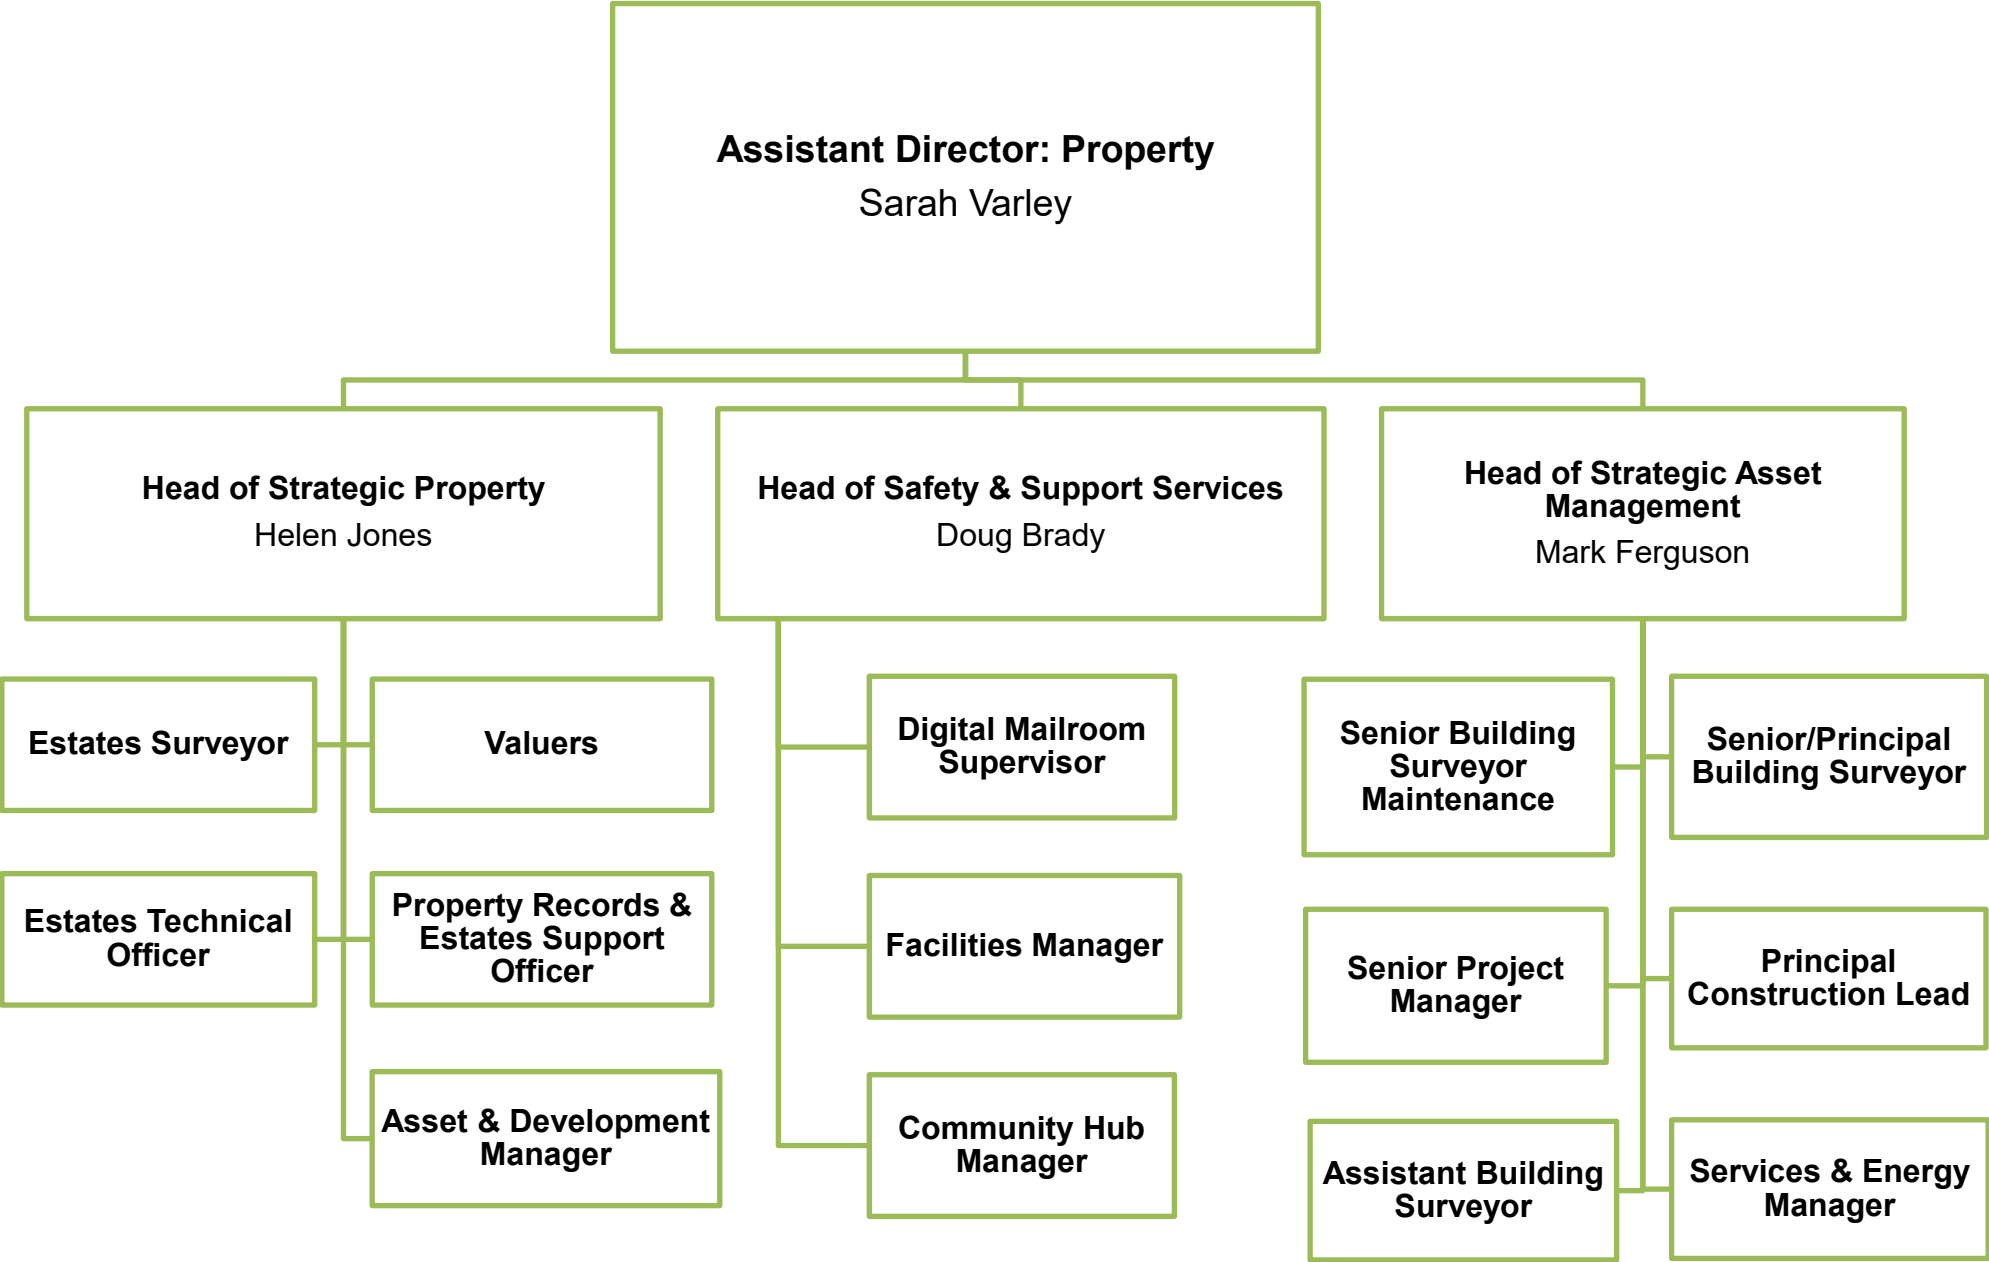 Assistant Director: Property
Sarah Varley
Head of Strategic Property
Helen Jones
Head of Safety & Support Services
Doug Brady
Head of Strategic Asset
Management
Mark Ferguson
Estates Surveyor
Valuers
Estates Technical
Officer
Property Records &
Estates Support
Officer
Asset & Development
Manager
Digital Mailroom
Supervisor
Facilities Manager
Community Hub
Manager
Senior Building
Surveyor
Maintenance
Senior/Principal
Building Surveyor
Senior Project
Manager
Principal
Construction Lead
Assistant Building
Surveyor
Services & Energy
Manager